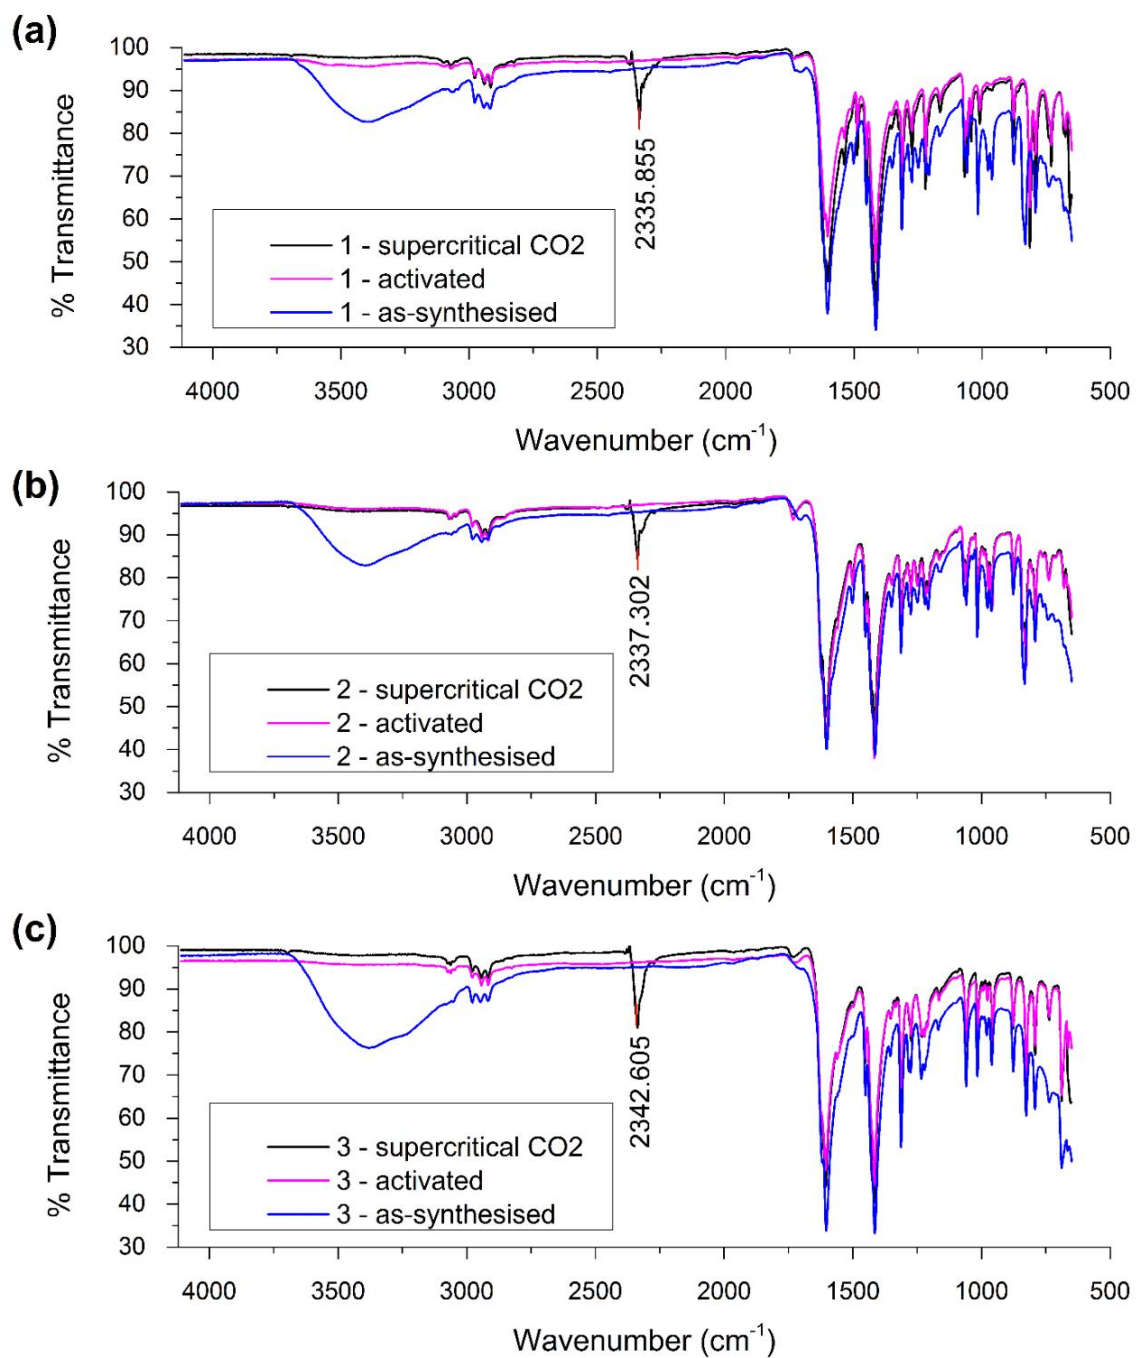 (a)
100
90
80
70
60
50
40
30
% Transmittance
2335.855
1 - supercritical CO2
1 - activated
1 - as-synthesised
4000 3500 3000 2500 2000 1500 1000 500
Wavenumber (cm⁻¹)
(b)
100
90
80
70
60
50
40
30
% Transmittance
2337.302
2 - supercritical CO2
2 - activated
2 - as-synthesised
4000 3500 3000 2500 2000 1500 1000 500
Wavenumber (cm⁻¹)
(c)
100
90
80
70
60
50
40
30
% Transmittance
2342.605
3 - supercritical CO2
3 - activated
3 - as-synthesised
4000 3500 3000 2500 2000 1500 1000 500
Wavenumber (cm⁻¹)